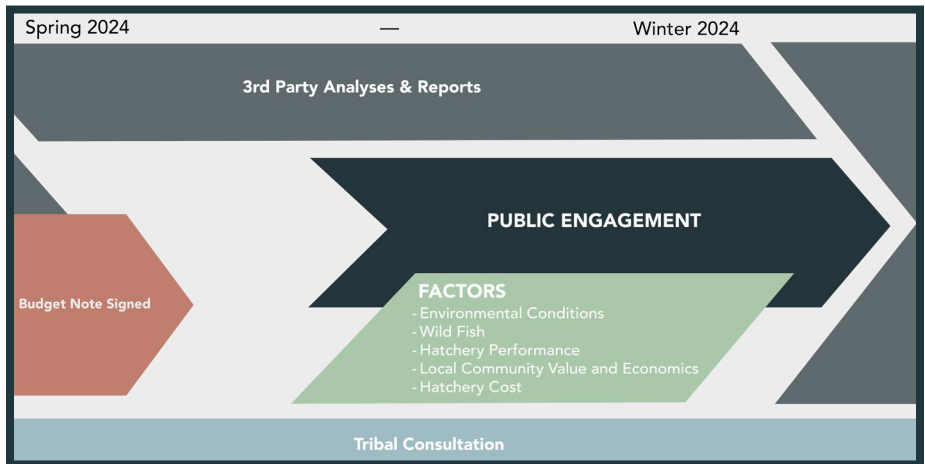 Spring 2024 — Winter 2024
3rd Party Analyses & Reports
PUBLIC ENGAGEMENT
Budget Note Signed
FACTORS
- Environmental Conditions
- Wild Fish
- Hatchery Performance
- Local Community Value and Economics
- Hatchery Cost
Tribal Consultation